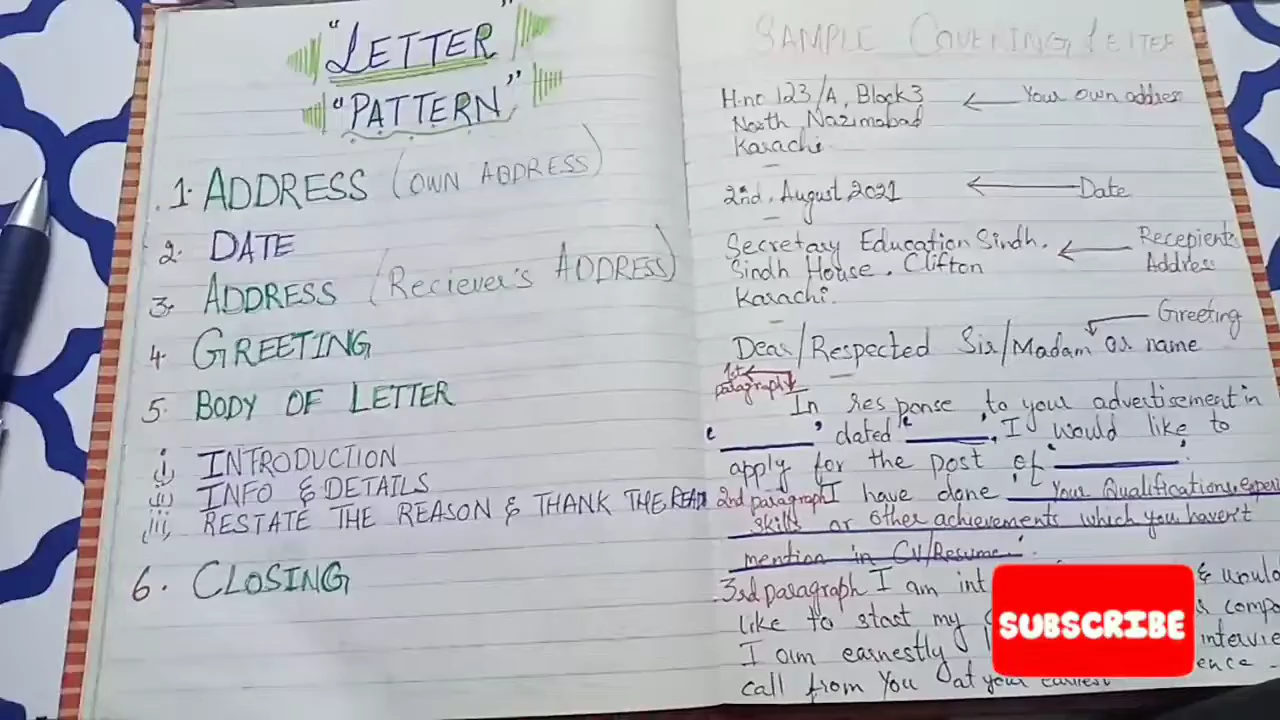 "LETTER"
"PATTERN"
1. ADDRESS (OWN ADDRESS)
2. DATE
3. ADDRESS (Reciever's ADDRESS)
4. GREETING
5. BODY OF LETTER
i) INTRODUCTION
ii) INFO & DETAILS
iii) RESTATE THE REASON & THANK THE
6. CLOSING
SAMPLE COVERING LETTER
H.no 123/A, Block 3 ← Your own address
North Nazimabad
Karachi.
2nd, August 2021 ← Date
Secretary Education Sindh. ← Recepient's
Sindh House, Clifton Address
Karachi.
Greeting
Dear/Respected Sir/Madam or name
1st
paragraph
In response to your advertisement in
' ' dated ' ', I would like to
apply for the post of ' '.
2nd paragraph I have done Your Qualifications,
skills or other achievements which you haven't
mention in CV/Resume.
3rd paragraph I am & would
like to start my
I am earnestly
call from You at your earliest
SUBSCRIBE